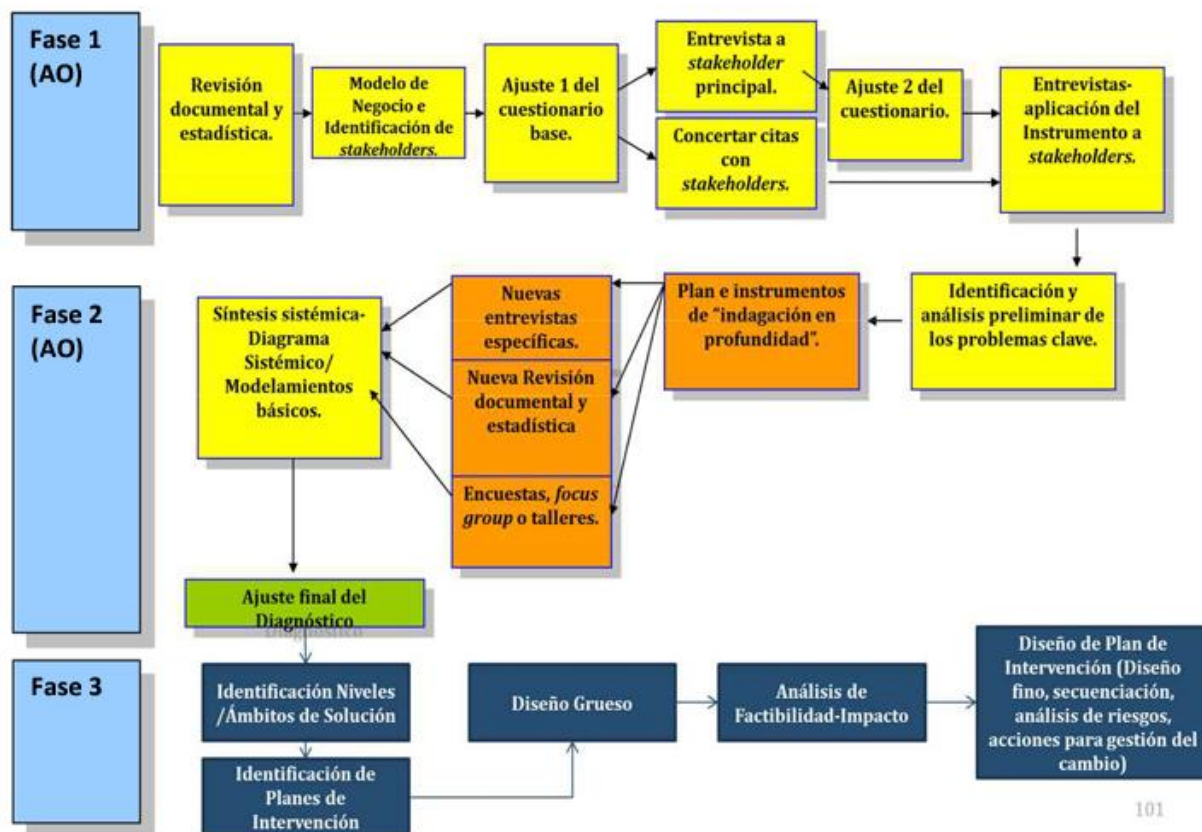 Fase 1
(AO)
Revisión
documental y
estadística.
Modelo de
Negocio e
Identificación de
stakeholders.
Ajuste 1 del
cuestionario
base.
Entrevista a
stakeholder
principal.
Concertar citas
con
stakeholders.
Ajuste 2 del
cuestionario.
Entrevistas-
aplicación del
Instrumento a
stakeholders.
Fase 2
(AO)
Síntesis sistémica-
Diagrama
Sistémico/
Modelamientos
básicos.
Nuevas
entrevistas
específicas.
Nueva Revisión
documental y
estadística
Encuestas, focus
group o talleres.
Plan e instrumentos
de “indagación en
profundidad”.
Identificación y
análisis preliminar de
los problemas clave.
Ajuste final del
Diagnóstico
Fase 3
Identificación Niveles
/Ámbitos de Solución
Identificación de
Planes de
Intervención
Diseño Grueso
Análisis de
Factibilidad-Impacto
Diseño de Plan de
Intervención (Diseño
fino, secuenciación,
análisis de riesgos,
acciones para gestión del
cambio)
101